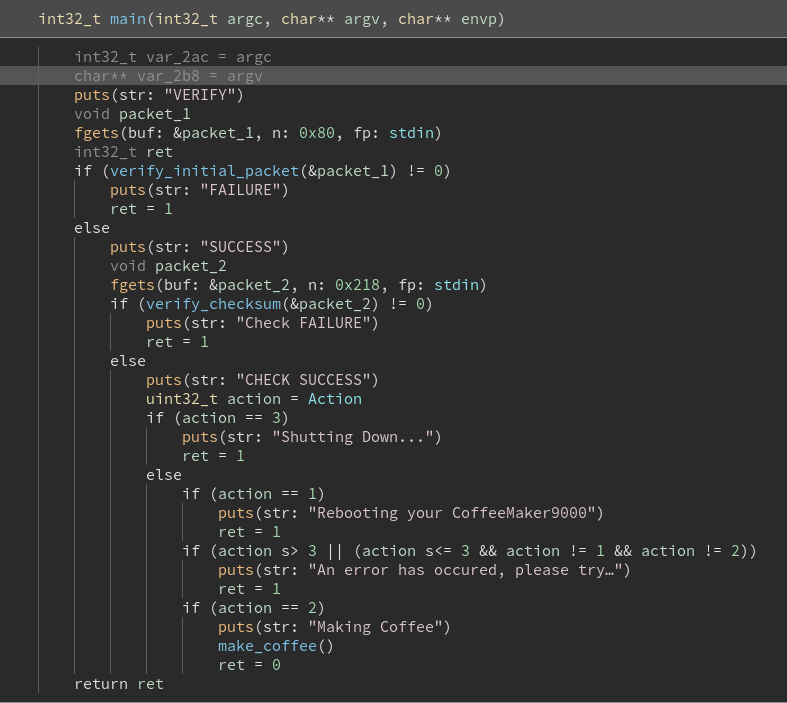 int32_t main(int32_t argc, char** argv, char** envp)
int32_t var_2ac = argc
char** var_2b8 = argv
puts(str: "VERIFY")
void packet_1
fgets(buf: &packet_1, n: 0x80, fp: stdin)
int32_t ret
if (verify_initial_packet(&packet_1) != 0)
puts(str: "FAILURE")
ret = 1
else
puts(str: "SUCCESS")
void packet_2
fgets(buf: &packet_2, n: 0x218, fp: stdin)
if (verify_checksum(&packet_2) != 0)
puts(str: "Check FAILURE")
ret = 1
else
puts(str: "CHECK SUCCESS")
uint32_t action = Action
if (action == 3)
puts(str: "Shutting Down...")
ret = 1
else
if (action == 1)
puts(str: "Rebooting your CoffeeMaker9000")
ret = 1
if (action s> 3 || (action s<= 3 && action != 1 && action != 2))
puts(str: "An error has occured, please try…")
ret = 1
if (action == 2)
puts(str: "Making Coffee")
make_coffee()
ret = 0
return ret